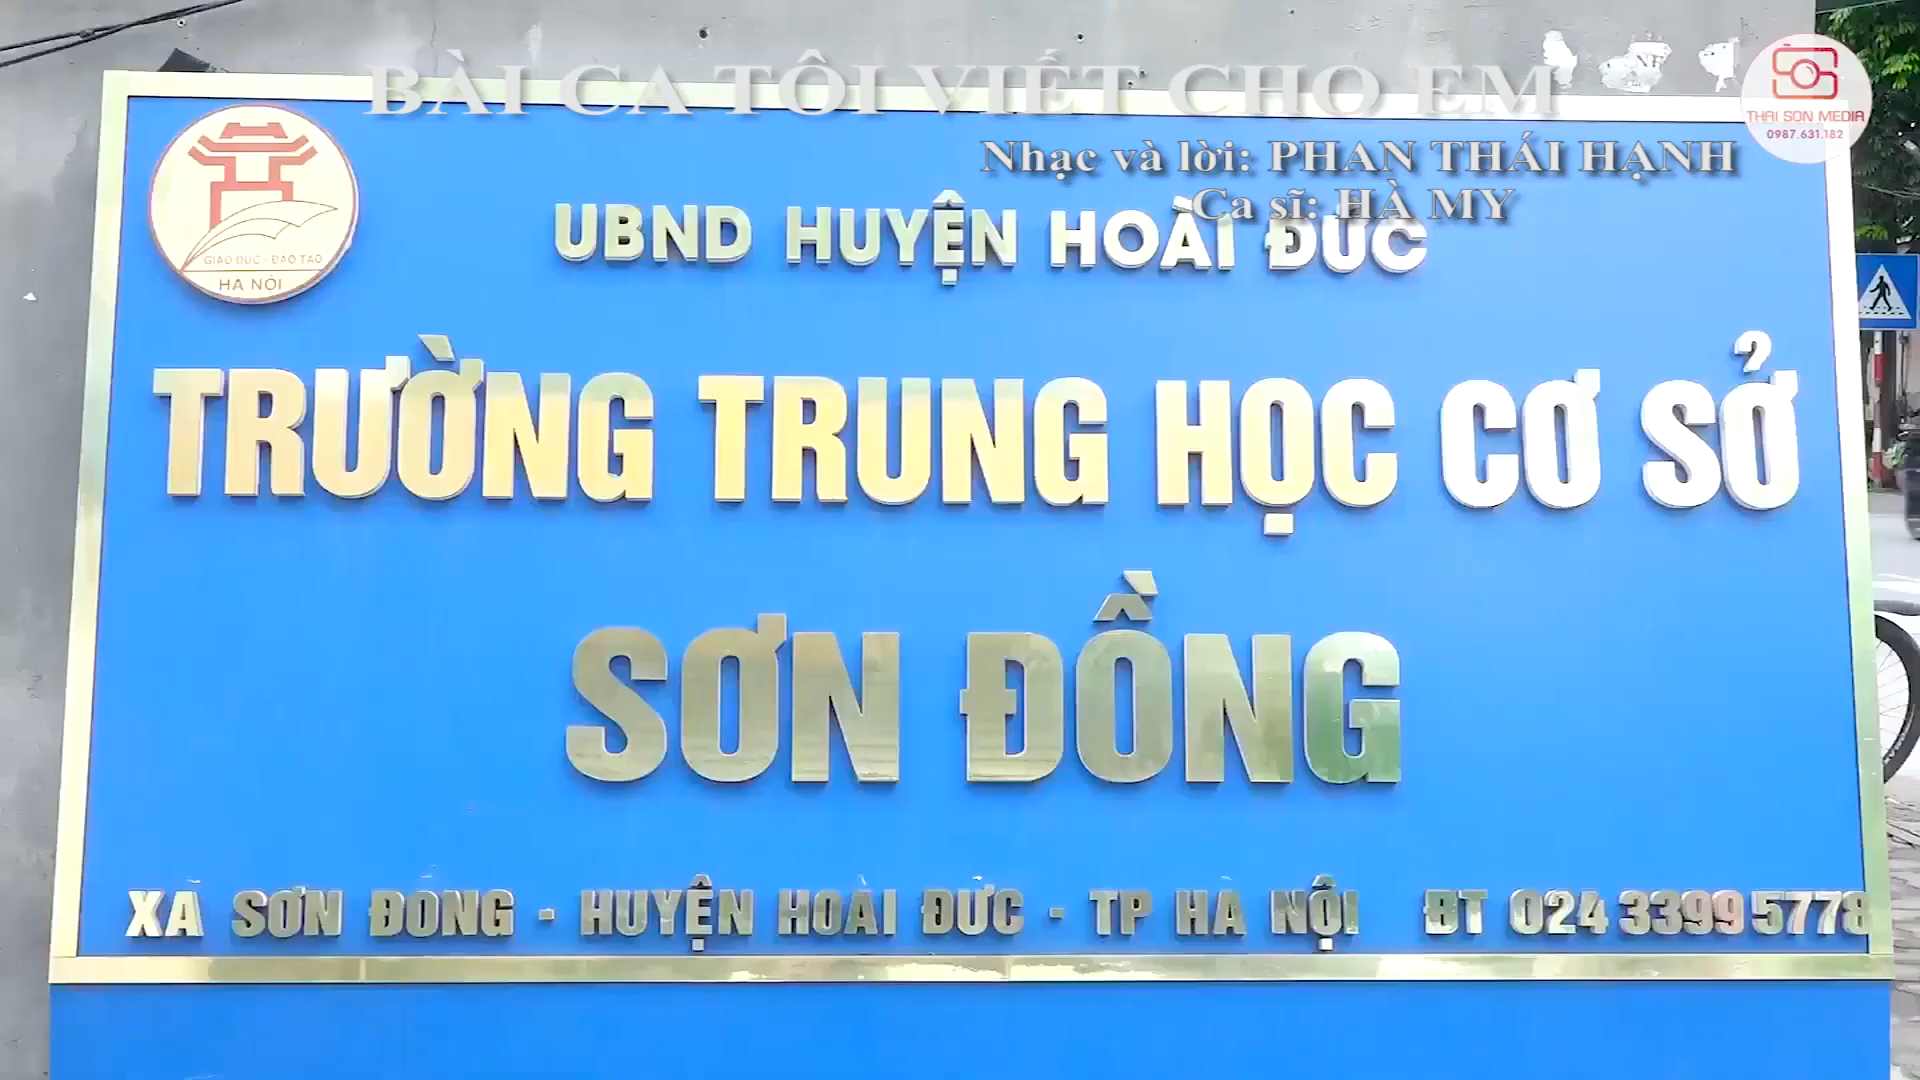 BÀI CA TÔI VIẾT CHO EM
THAI SON MEDIA
0987.631.182
Nhạc và lời: PHAN THÁI HẠNH
Ca sĩ: HÀ MY
GIÁO DỤC - ĐÀO TẠO
HÀ NỘI
UBND HUYỆN HOÀI ĐỨC
TRƯỜNG TRUNG HỌC CƠ SỞ
SƠN ĐỒNG
XÃ SƠN ĐỒNG - HUYỆN HOÀI ĐỨC - TP HÀ NỘI ĐT 024 3399 5778